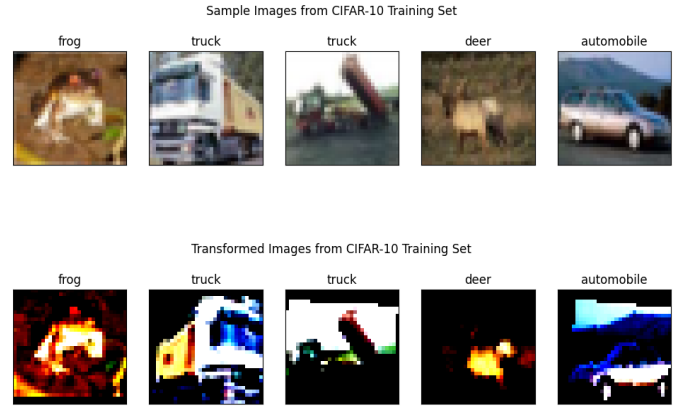 Sample Images from CIFAR-10 Training Set
frog truck truck deer automobile
Transformed Images from CIFAR-10 Training Set
frog truck truck deer automobile